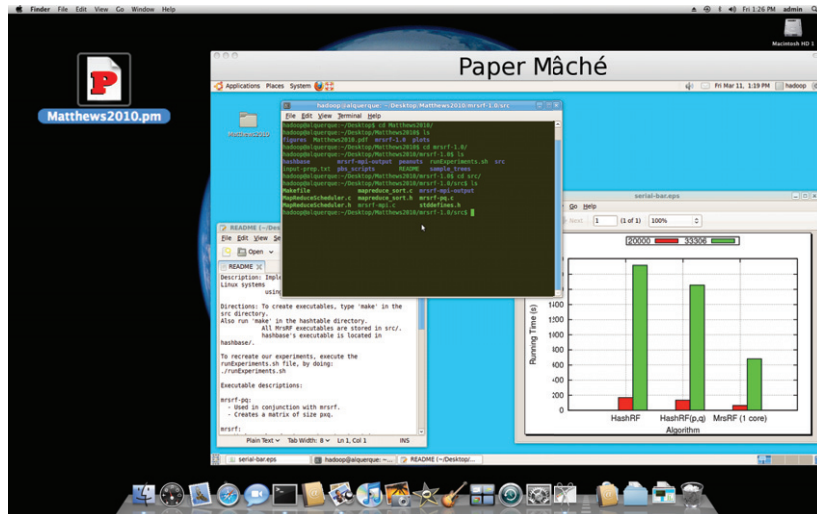 Finder File Edit View Go Window Help
Fri 1:26 PM admin
Macintosh HD 1
Matthews2010.pm
Paper Mâché
Applications Places System
Fri Mar 11, 1:19 PM hadoop
Matthews2010
hadoop@alquerque: ~/Desktop/Matthews2010/mrsrf-1.0/src
File Edit View Terminal Help
hadoop@alquerque:~/Desktop$ cd Matthews2010/
hadoop@alquerque:~/Desktop/Matthews2010$ ls
figures Matthews2010.pdf mrsrf-1.0 plots
hadoop@alquerque:~/Desktop/Matthews2010$ cd mrsrf-1.0/
hadoop@alquerque:~/Desktop/Matthews2010/mrsrf-1.0$ ls
hashbase mrsrf-mpi-output peanuts runExperiments.sh src
input-prep.txt pbs_scripts README sample_trees
hadoop@alquerque:~/Desktop/Matthews2010/mrsrf-1.0$ cd src/
hadoop@alquerque:~/Desktop/Matthews2010/mrsrf-1.0/src$ ls
Makefile mapreduce_sort.c mrsrf-mpi-output
MapReduceScheduler.c mapreduce_sort.h mrsrf-pq.c
MapReduceScheduler.h mrsrf-mpi.c stddefines.h
hadoop@alquerque:~/Desktop/Matthews2010/mrsrf-1.0/src$
README (~/Des
File Edit View Se
Open
README
Description: Imple
Linux systems
using
Directions: To create executables, type 'make' in the
src directory.
Also run 'make' in the hashtable directory.
All MrsRF executables are stored in src/.
hashbase's executable is located in
hashbase/.
To recreate our experiments, execute the
runExperiments.sh file, by doing:
./runExperiments.sh
Executable descriptions:
mrsrf-pq:
- Used in conjunction with mrsrf.
- Creates a matrix of size pxq.
mrsrf:
Plain Text Tab Width: 8 Ln 1, Col 1 INS
serial-bar.eps
Go Help
Next 1 (1 of 1) 100%
20000 33306
Running Time (s)
200
0
HashRF HashRF(p,q) MrsRF (1 core)
Algorithm
serial-bar.eps hadoop@alquerque: ~... README (~/Desktop/...